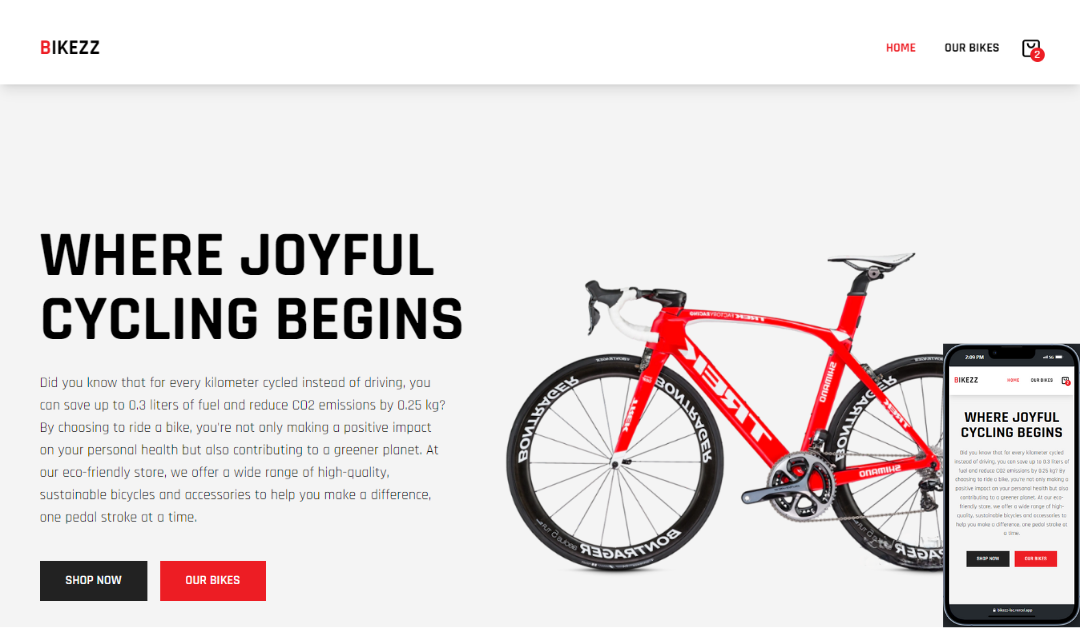 BIKEZZ
HOME
OUR BIKES
2
WHERE JOYFUL
CYCLING BEGINS
Did you know that for every kilometer cycled instead of driving, you
can save up to 0.3 liters of fuel and reduce CO2 emissions by 0.25 kg?
By choosing to ride a bike, you're not only making a positive impact
on your personal health but also contributing to a greener planet. At
our eco-friendly store, we offer a wide range of high-quality,
sustainable bicycles and accessories to help you make a difference,
one pedal stroke at a time.
SHOP NOW
OUR BIKES
TREK FACTORY RACING
TREK
TREK
TREK
SHIMANO
SHIMANO
BONTRAGER
BONTRAGER
BONTRAGER
2:09 PM
5G
BIKEZZ
HOME
OUR BIKES
WHERE JOYFUL
CYCLING BEGINS
Did you know that for every kilometer cycled
instead of driving, you can save up to 0.3 liters of
fuel and reduce CO2 emissions by 0.25 kg? By
choosing to ride a bike, you're not only making a
positive impact on your personal health but also
contributing to a greener planet. At our eco-
friendly store, we offer a wide range of high-
quality, sustainable bicycles and accessories to
help you make a difference, one pedal stroke at
a time.
SHOP NOW
OUR BIKES